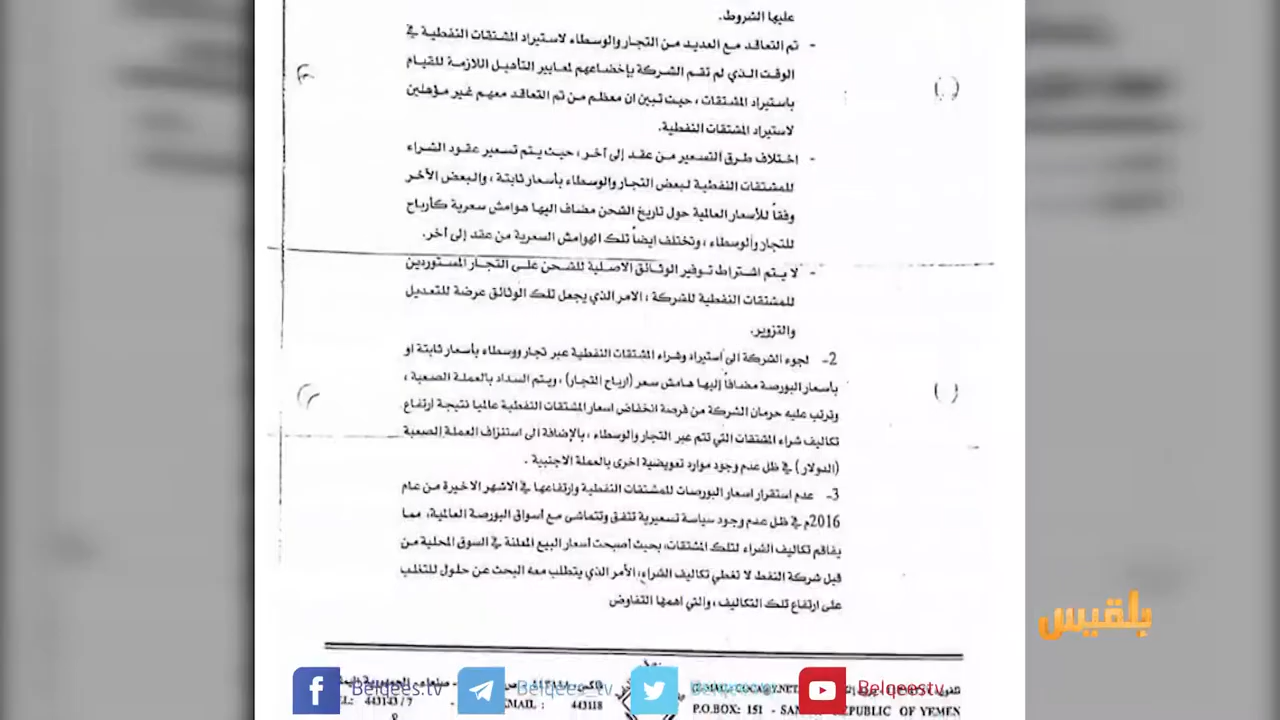 عليها الشروط.
- تم التعاقد مع العديد من التجار والوسطاء لاستيراد المشتقات النفطية في
الوقت الذي لم تقم الشركة بإخضاعهم لمعايير التأهيل اللازمة للقيام
باستيراد المشتقات ، حيث تبين ان معظم من تم التعاقد معهم غير مؤهلين
لاستيراد المشتقات النفطية.
- اختلاف طرق التسعير من عقد إلى آخر ، حيث يتم تسعير عقود الشراء
للمشتقات النفطية لبعض التجار والوسطاء بأسعار ثابتة ، والبعض الآخر
وفقاً للأسعار العالمية حول تاريخ الشحن مضاف اليها هوامش سعرية كأرباح
للتجار والوسطاء ، وتختلف ايضاً تلك الهوامش السعرية من عقد إلى آخر.
- لا يتم اشتراط توفير الوثائق الاصلية للشحن على التجار المستوردين
للمشتقات النفطية للشركة ، الامر الذي يجعل تلك الوثائق عرضة للتعديل
والتزوير.
2- لجوء الشركة الى استيراد وشراء المشتقات النفطية عبر تجار ووسطاء بأسعار ثابتة او
بأسعار البورصة مضافاً إليها هامش سعر (ارباح التجار) ، ويتم السداد بالعملة الصعبة ،
وترتب عليه حرمان الشركة من فرصة انخفاض اسعار المشتقات النفطية عالميا نتيجة ارتفاع
تكاليف شراء المشتقات التي تتم عبر التجار والوسطاء ، بالإضافة الى استنزاف العملة الصعبة
(الدولار) في ظل عدم وجود موارد تعويضية اخرى بالعملة الاجنبية .
3- عدم استقرار اسعار البورصات للمشتقات النفطية وارتفاعها في الاشهر الاخيرة من عام
2016م في ظل عدم وجود سياسة تسعيرية تتفق وتتماشى مع أسواق البورصة العالمية، مما
يفاقم تكاليف الشراء لتلك المشتقات، بحيث أصبحت أسعار البيع المعلنة في السوق المحلية من
قبل شركة النفط لا تغطي تكاليف الشراء، الأمر الذي يتطلب معه البحث عن حلول للتغلب
على ارتفاع تلك التكاليف ، والتي اهمها التفاوض
بلقيس
Belqees.tv
Belqees_tv
Belqeestv
443143 / 7
443118
P.O.BOX: 151 - REPUBLIC OF YEMEN